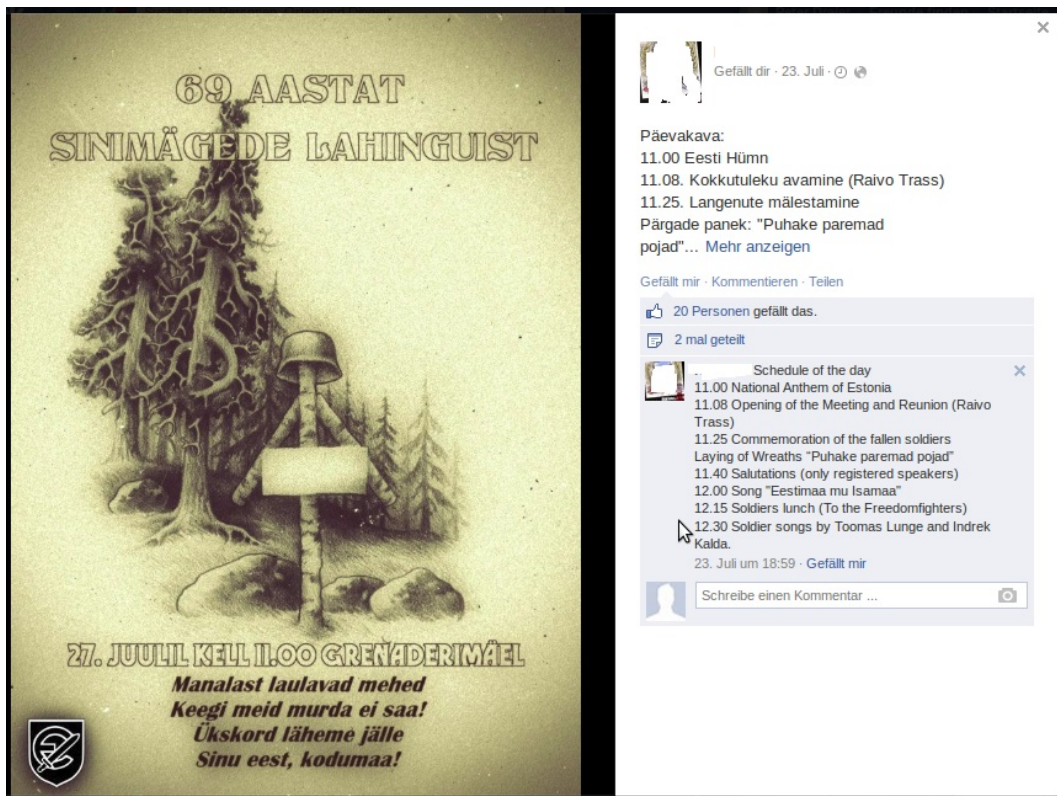 69 AASTAT
SINIMÄGEDE LAHINGUIST
27. JUULIL KELL 11.00 GRENADERIMÄEL
Manalast laulavad mehed
Keegi meid murda ei saa!
Ükskord läheme jälle
Sinu eest, kodumaa!
Gefällt dir · 23. Juli ·
Päevakava:
11.00 Eesti Hümn
11.08. Kokkutuleku avamine (Raivo Trass)
11.25. Langenute mälestamine
Pärgade panek: "Puhake paremad
pojad"... Mehr anzeigen
Gefällt mir · Kommentieren · Teilen
20 Personen gefällt das.
2 mal geteilt
Schedule of the day
11.00 National Anthem of Estonia
11.08 Opening of the Meeting and Reunion (Raivo
Trass)
11.25 Commemoration of the fallen soldiers
Laying of Wreaths “Puhake paremad pojad”
11.40 Salutations (only registered speakers)
12.00 Song "Eestimaa mu Isamaa"
12.15 Soldiers lunch (To the Freedomfighters)
12.30 Soldier songs by Toomas Lunge and Indrek
Kalda.
23. Juli um 18:59 · Gefällt mir
Schreibe einen Kommentar ...